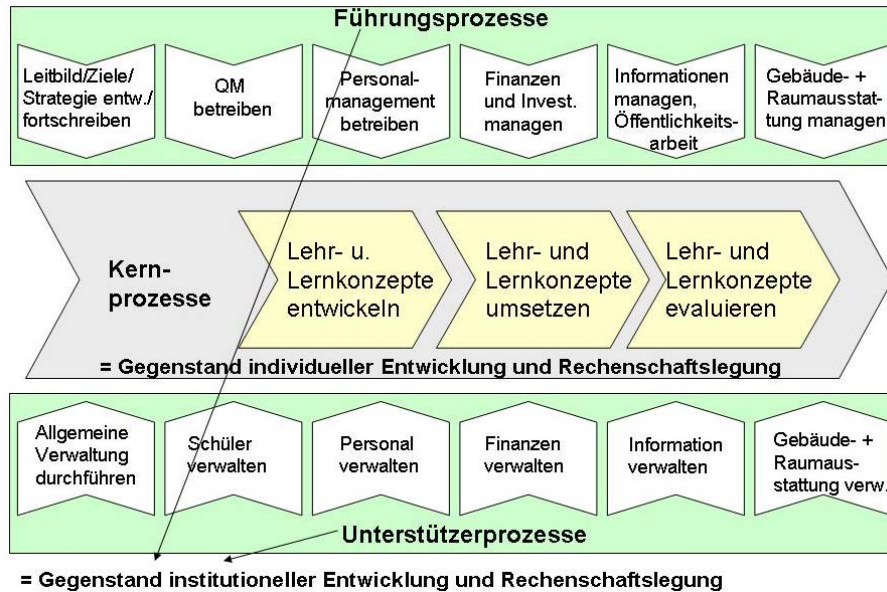 Führungsprozesse
Leitbild/Ziele/
Strategie entw./
fortschreiben
QM
betreiben
Personal-
management
betreiben
Finanzen
und Invest.
managen
Informationen
managen,
Öffentlichkeits-
arbeit
Gebäude- +
Raumausstat-
tung managen
Kern-
prozesse
Lehr- u.
Lernkonzepte
entwickeln
Lehr- und
Lernkonzepte
umsetzen
Lehr- und
Lernkonzepte
evaluieren
= Gegenstand individueller Entwicklung und Rechenschaftslegung
Allgemeine
Verwaltung
durchführen
Schüler
verwalten
Personal
verwalten
Finanzen
verwalten
Information
verwalten
Gebäude- +
Raumaus-
stattung verw.
Unterstützerprozesse
= Gegenstand institutioneller Entwicklung und Rechenschaftslegung